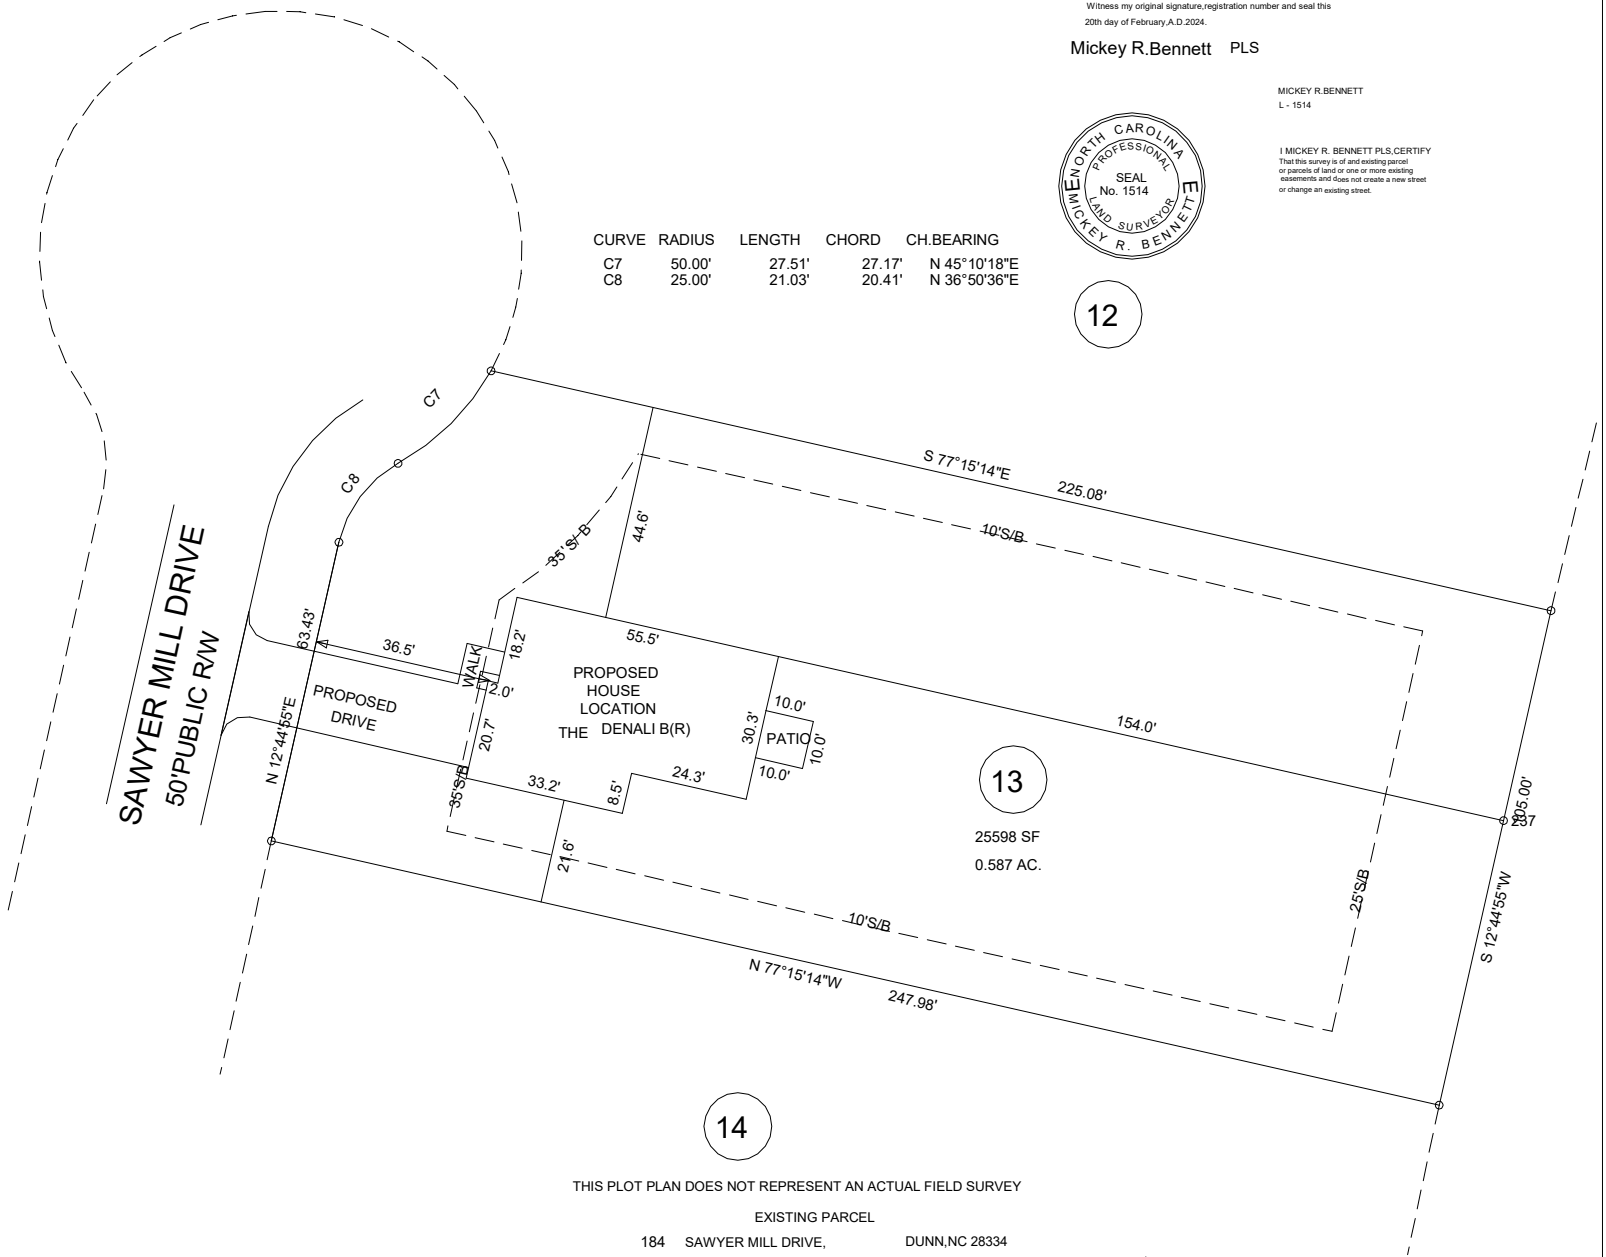 Witness my original signature,registration number and seal this
20th day of February,A.D.2024.
Mickey R.Bennett PLS
MICKEY R.BENNETT
L - 1514
I MICKEY R. BENNETT PLS,CERTIFY
That this survey is of and existing parcel
or parcels of land or one or more existing
easements and does not create a new street
or change an existing street.
NORTH CAROLINA
PROFESSIONAL
SEAL
No. 1514
LAND SURVEYOR
MICKEY R. BENNETT
E E
CURVE RADIUS LENGTH CHORD CH.BEARING
C7 50.00' 27.51' 27.17' N 45°10'18"E
C8 25.00' 21.03' 20.41' N 36°50'36"E
12
C7
C8
S 77°15'14"E
225.08'
10'S/B
35' S/ B
44.6'
SAWYER MILL DRIVE
50'PUBLIC R/W
63.43'
N 12°44'55"E
36.5'
WALK
18.2'
2.0'
55.5'
PROPOSED
DRIVE
PROPOSED
HOUSE
LOCATION
THE DENALI B(R)
20.7'
35'S/B
33.2'
8.5'
24.3'
30.3'
10.0'
PATIO
10.0'
10.0'
154.0'
13
25598 SF
0.587 AC.
237
25'S/B
S 12°44'55"W
21.6'
10'S/B
N 77°15'14"W
247.98'
14
THIS PLOT PLAN DOES NOT REPRESENT AN ACTUAL FIELD SURVEY
EXISTING PARCEL
184 SAWYER MILL DRIVE, DUNN,NC 28334